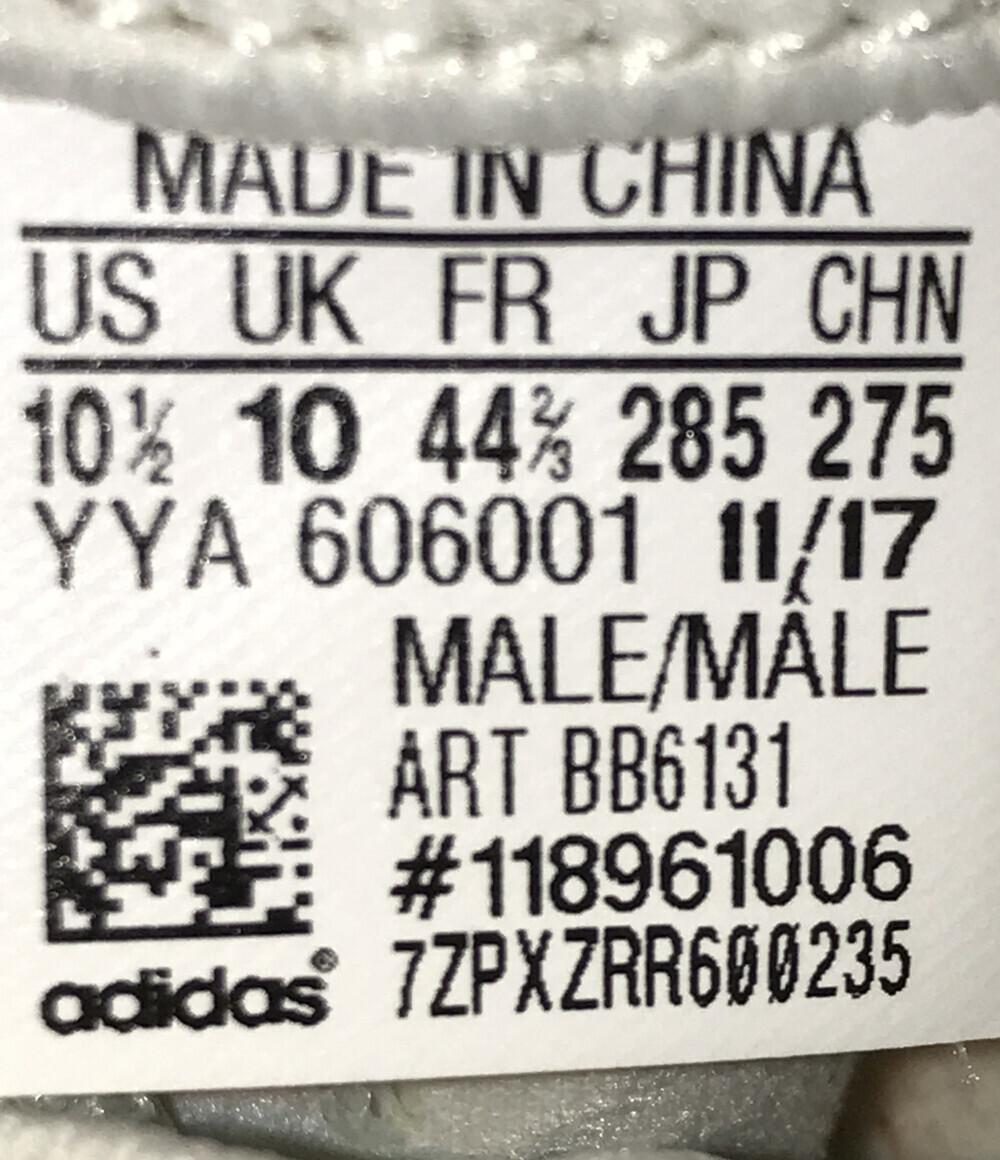 MADE IN CHINA
US UK FR JP CHN
10½ 10 44⅔ 285 275
YYA 606001 11/17
MALE/MÂLE
ART BB6131
#118961006
7ZPXZRR600235
adidas®